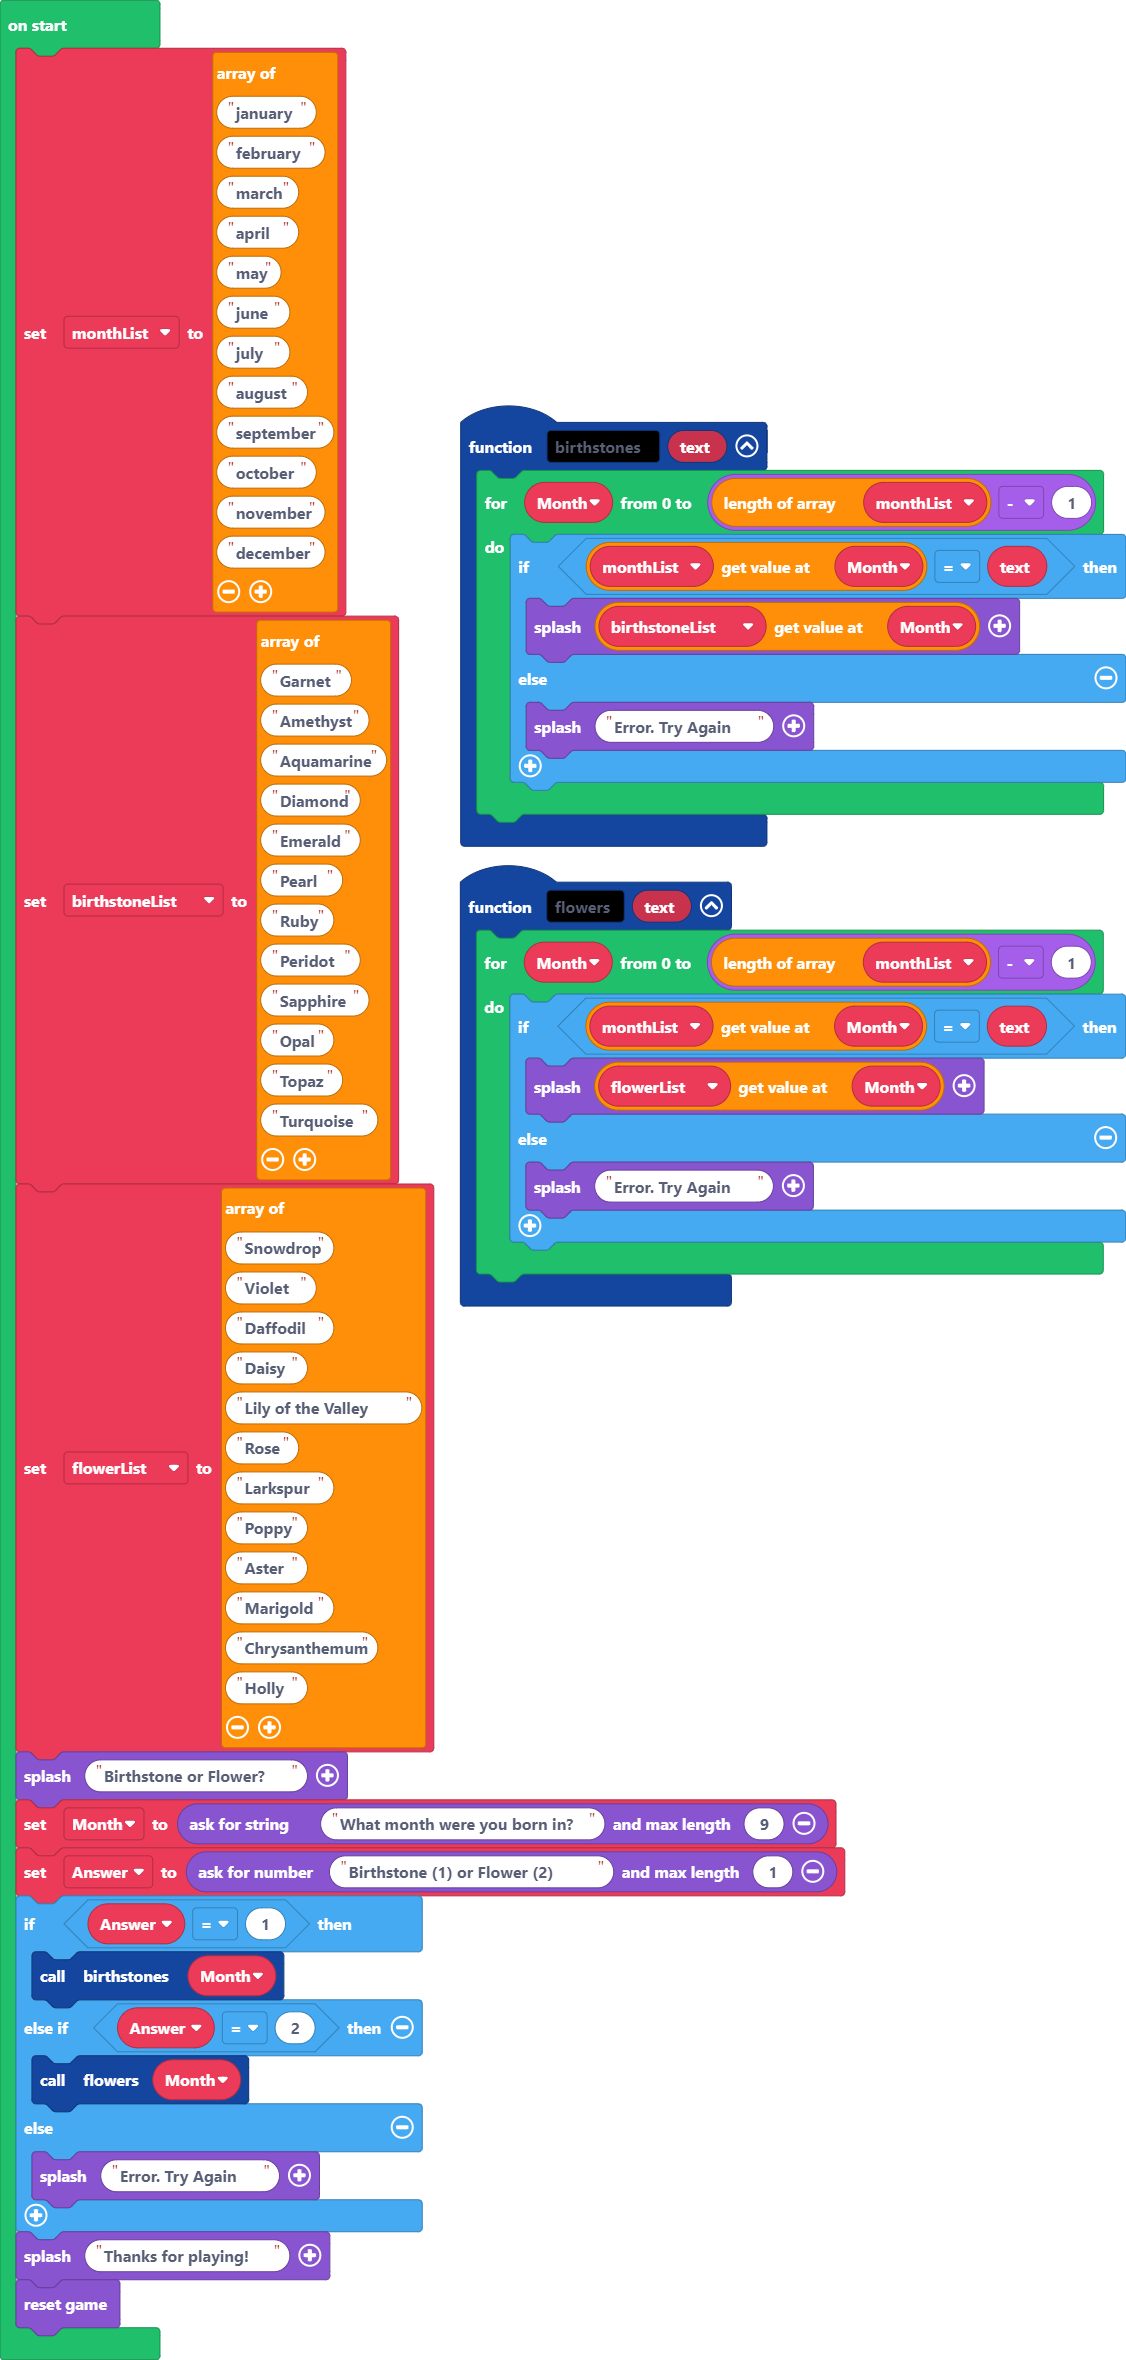 on start
set monthList to
array of
"january"
"february"
"march"
"april"
"may"
"june"
"july"
"august"
"september"
"october"
"november"
"december"
set birthstoneList to
array of
"Garnet"
"Amethyst"
"Aquamarine"
"Diamond"
"Emerald"
"Pearl"
"Ruby"
"Peridot"
"Sapphire"
"Opal"
"Topaz"
"Turquoise"
set flowerList to
array of
"Snowdrop"
"Violet"
"Daffodil"
"Daisy"
"Lily of the Valley"
"Rose"
"Larkspur"
"Poppy"
"Aster"
"Marigold"
"Chrysanthemum"
"Holly"
splash "Birthstone or Flower?"
set Month to ask for string "What month were you born in?" and max length 9
set Answer to ask for number "Birthstone (1) or Flower (2)" and max length 1
if Answer = 1 then
call birthstones Month
else if Answer = 2 then
call flowers Month
else
splash "Error. Try Again"
splash "Thanks for playing!"
reset game
function birthstones text
for Month from 0 to length of array monthList - 1
do
if monthList get value at Month = text then
splash birthstoneList get value at Month
else
splash "Error. Try Again"
function flowers text
for Month from 0 to length of array monthList - 1
do
if monthList get value at Month = text then
splash flowerList get value at Month
else
splash "Error. Try Again"